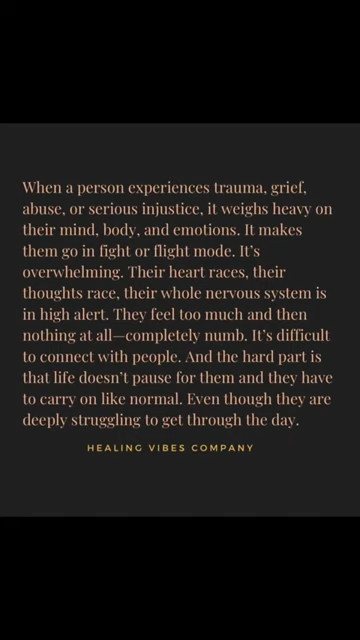 When a person experiences trauma, grief,
abuse, or serious injustice, it weighs heavy on
their mind, body, and emotions. It makes
them go in fight or flight mode. It’s
overwhelming. Their heart races, their
thoughts race, their whole nervous system is
in high alert. They feel too much and then
nothing at all—completely numb. It’s difficult
to connect with people. And the hard part is
that life doesn’t pause for them and they have
to carry on like normal. Even though they are
deeply struggling to get through the day.
HEALING VIBES COMPANY